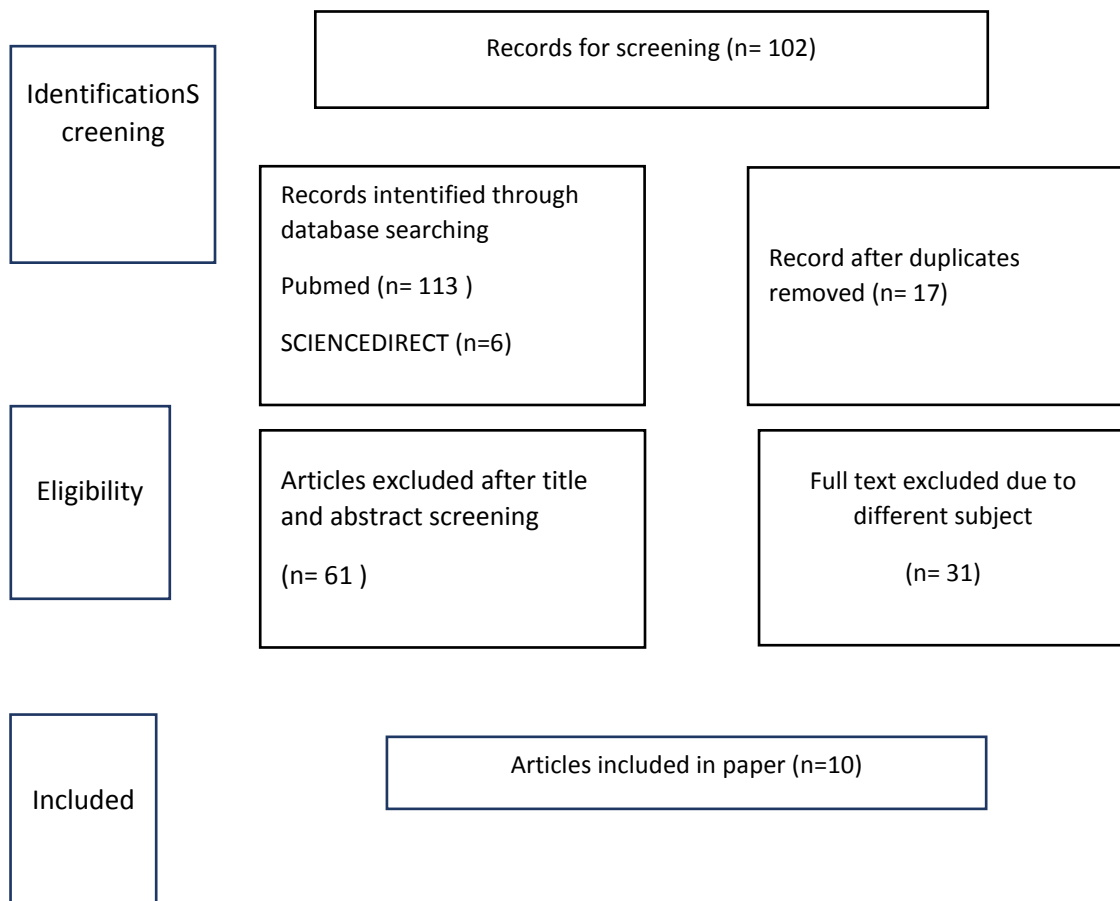 Records for screening (n= 102)
IdentificationS
creening
Records intentified through
database searching
Pubmed (n= 113 )
SCIENCEDIRECT (n=6)
Record after duplicates
removed (n= 17)
Eligibility
Articles excluded after title
and abstract screening
(n= 61 )
Full text excluded due to
different subject
(n= 31)
Included
Articles included in paper (n=10)